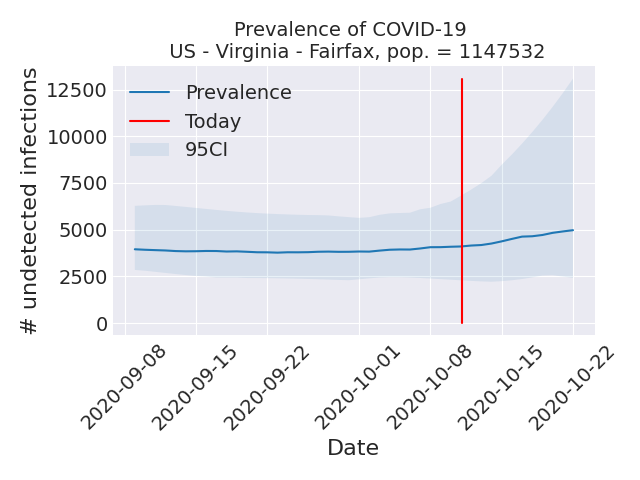 Prevalence of COVID-19
US - Virginia - Fairfax, pop. = 1147532
# undetected infections
12500
10000
7500
5000
2500
0
Prevalence
Today
95CI
2020-09-08
2020-09-15
2020-09-22
2020-10-01
2020-10-08
2020-10-15
2020-10-22
Date